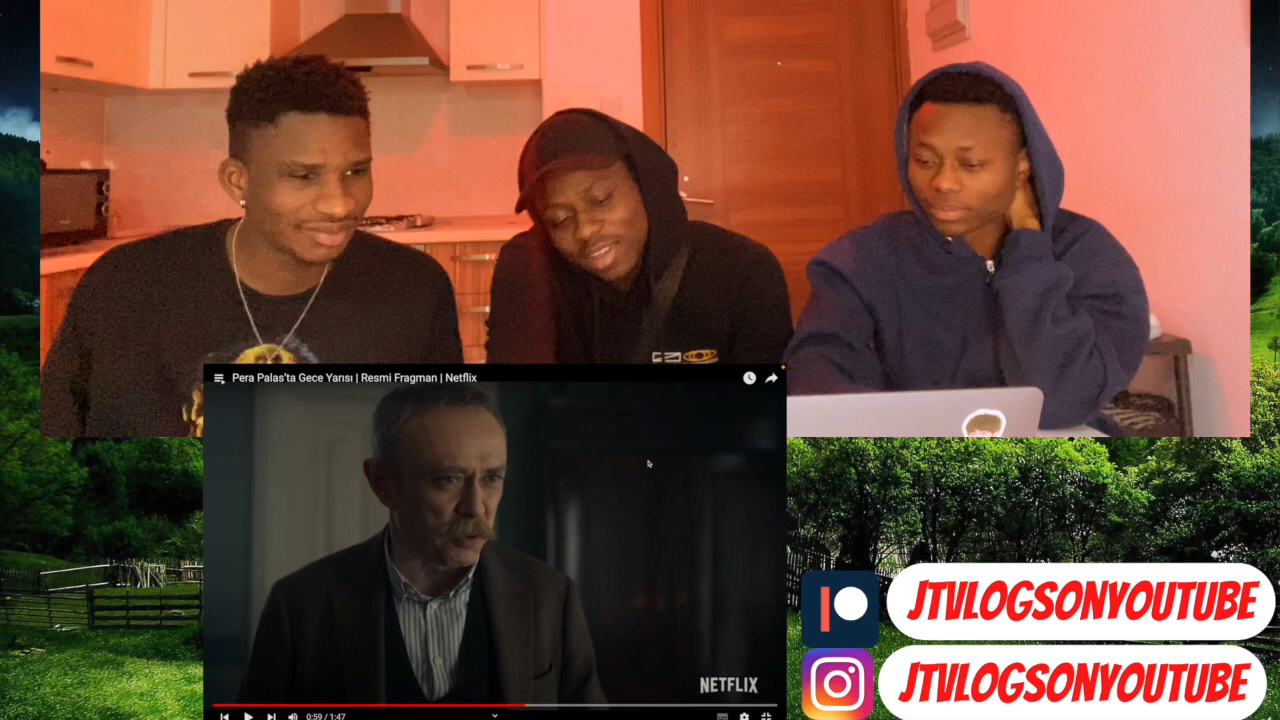 Pera Palas'ta Gece Yarısı | Resmi Fragman | Netflix
NETFLIX
0:59 / 1:47
JTVLOGSONYOUTUBE
JTVLOGSONYOUTUBE